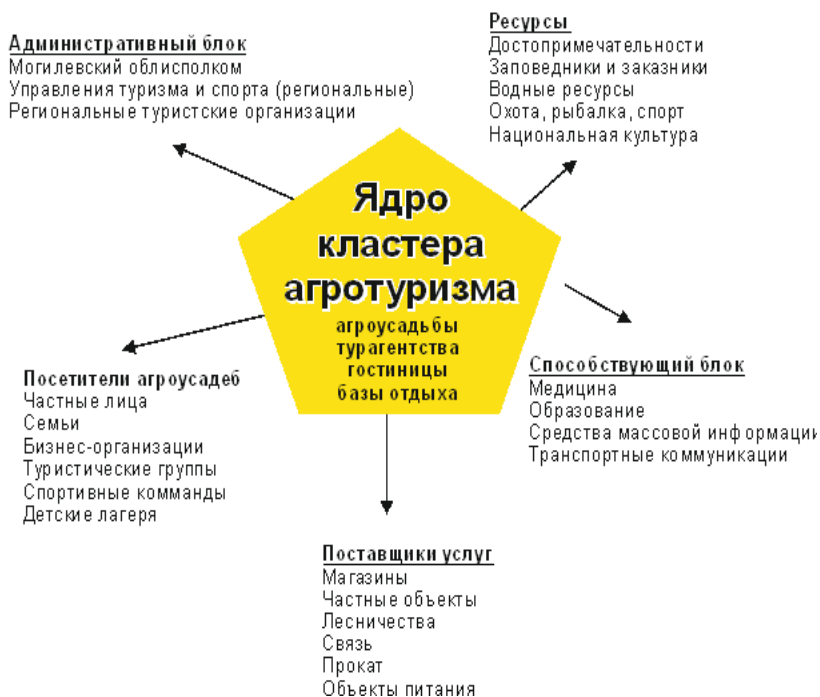 Административный блок
Могилевский облисполком
Управления туризма и спорта (региональные)
Региональные туристские организации
Ресурсы
Достопримечательности
Заповедники и заказники
Водные ресурсы
Охота, рыбалка, спорт
Национальная культура
Ядро
кластера
агротуризма
агроусадьбы
турагентства
гостиницы
базы отдыха
Посетители агроусадеб
Частные лица
Семьи
Бизнес-организации
Туристические группы
Спортивные комманды
Детские лагеря
Способствующий блок
Медицина
Образование
Средства массовой информации
Транспортные коммуникации
Поставщики услуг
Магазины
Частные объекты
Лесничества
Связь
Прокат
Объекты питания